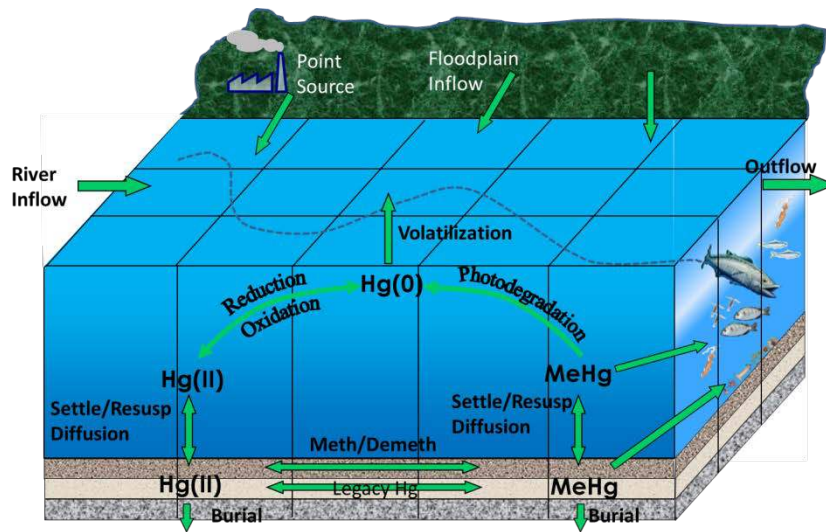 Point
Source
Floodplain
Inflow
River
Inflow
Outflow
Volatilization
Hg(0)
Reduction
Oxidation
Photodegradation
Hg(II)
MeHg
Settle/Resusp
Diffusion
Settle/Resusp
Diffusion
Meth/Demeth
Hg(II)
Legacy Hg
MeHg
Burial
Burial